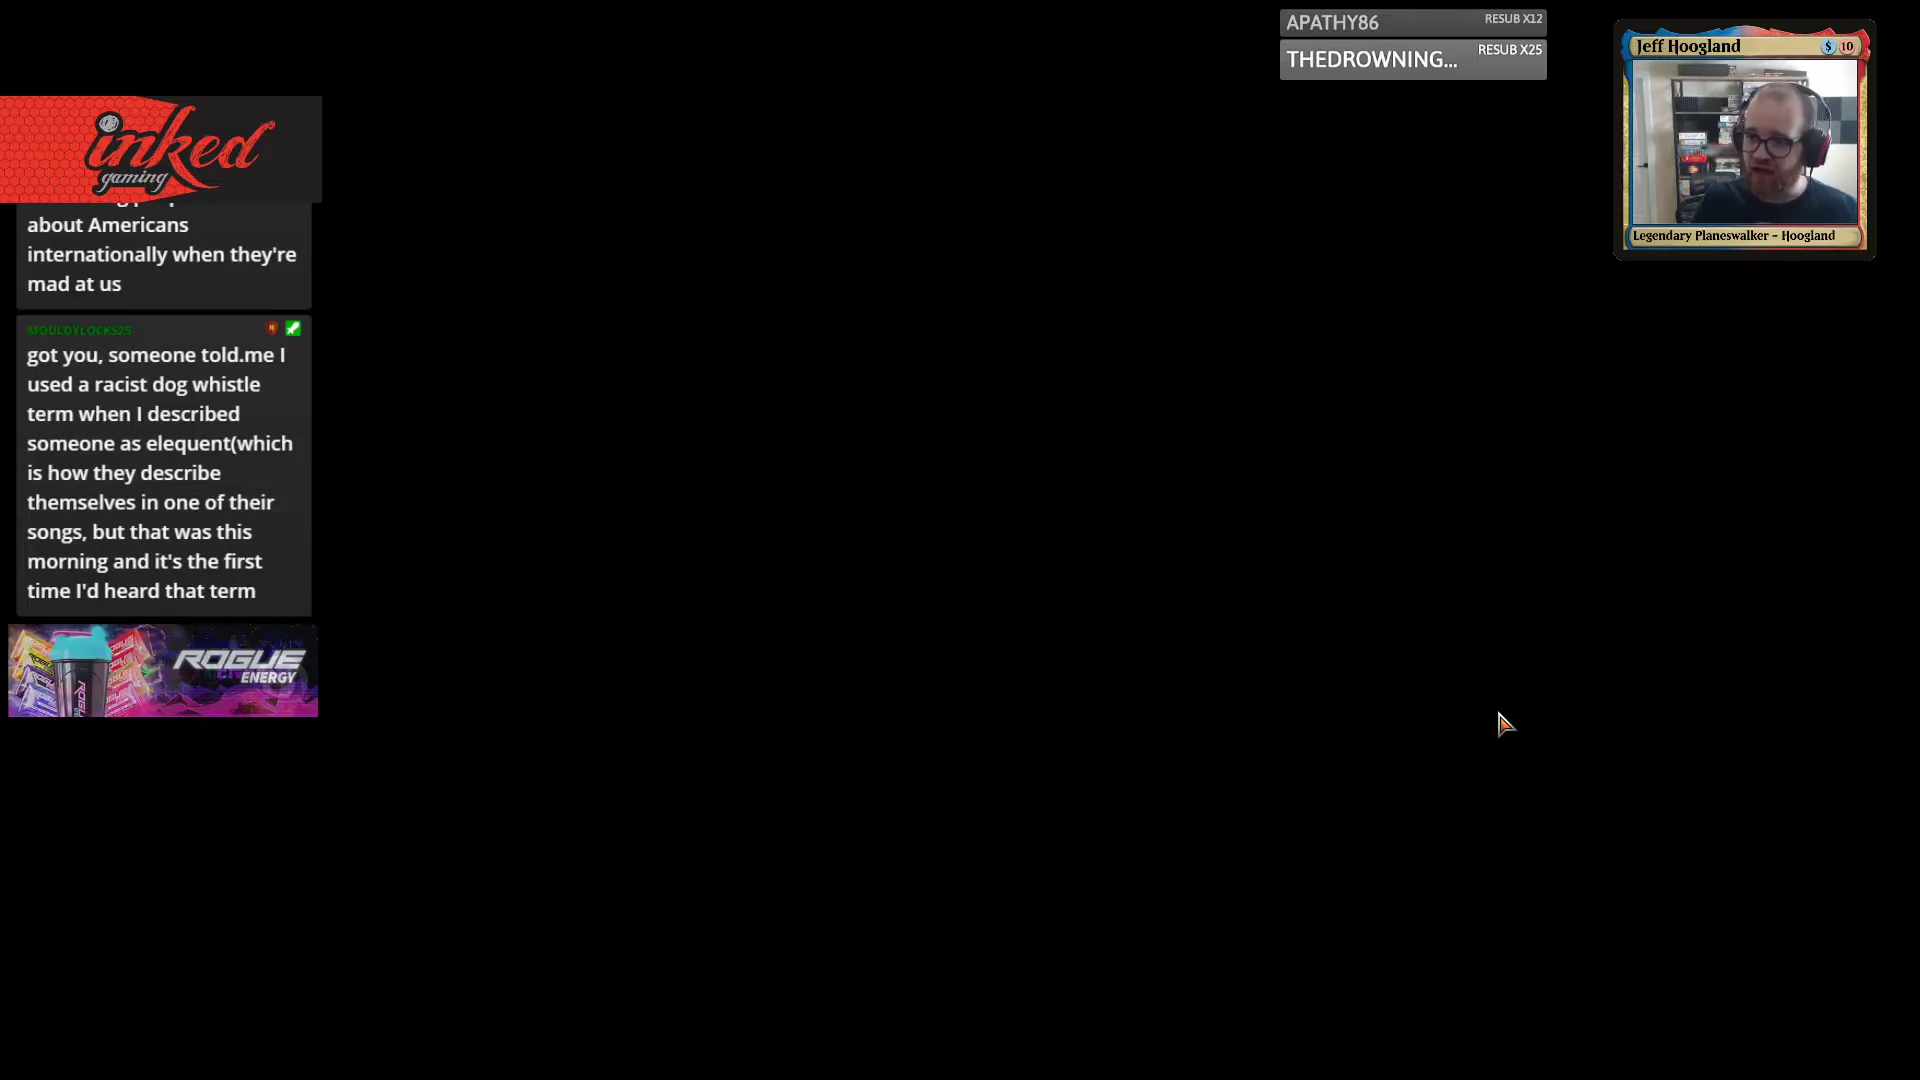 APATHY86 RESUB X12
THEDROWNING... RESUB X25
Jeff Hoogland $ 10
Legendary Planeswalker ~ Hoogland
inked
gaming
about Americans
internally when they're
mad at us
MOULDYLOCKS25
got you, someone told.me I
used a racist dog whistle
term when I described
someone as elequent(which
is how they describe
themselves in one of their
songs, but that was this
morning and it's the first
time I'd heard that term
ROGUE
ENERGY